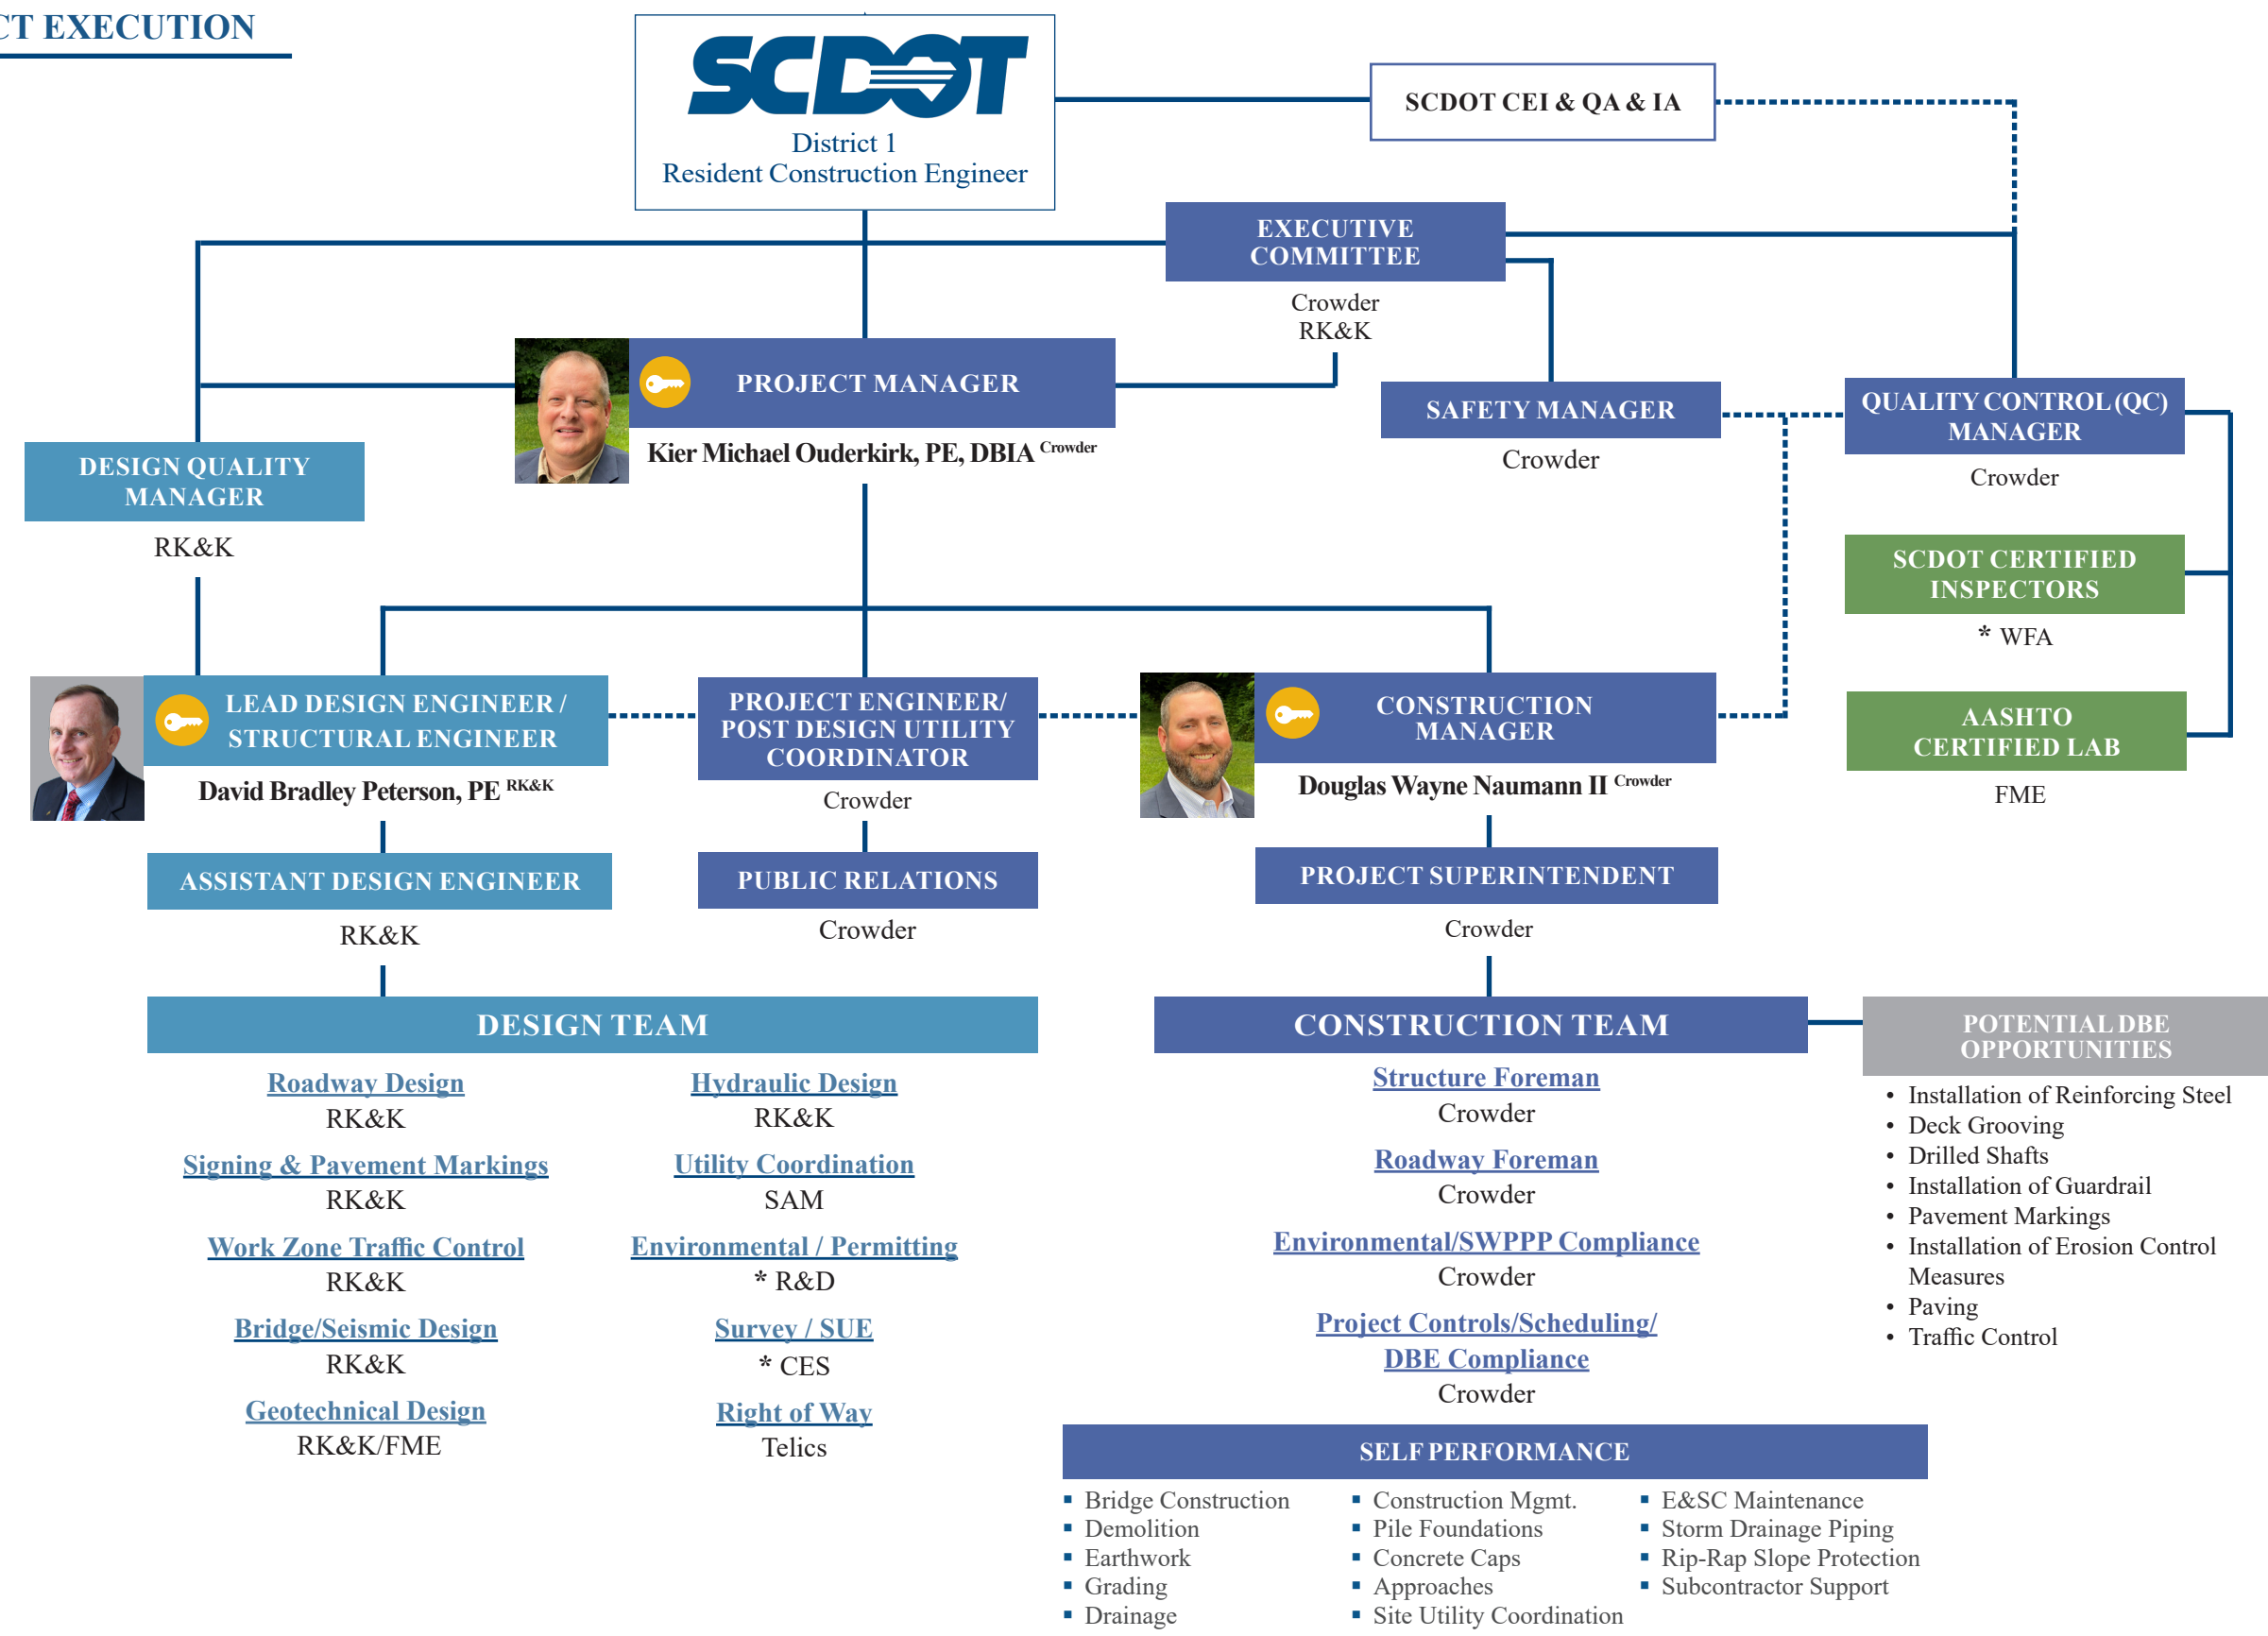 CT EXECUTION
SCDOT
District 1
Resident Construction Engineer
SCDOT CEI & QA & IA
EXECUTIVE
COMMITTEE
Crowder
RK&K
PROJECT MANAGER
Kier Michael Ouderkirk, PE, DBIA Crowder
SAFETY MANAGER
Crowder
QUALITY CONTROL (QC)
MANAGER
Crowder
DESIGN QUALITY
MANAGER
RK&K
SCDOT CERTIFIED
INSPECTORS
* WFA
AASHTO
CERTIFIED LAB
FME
LEAD DESIGN ENGINEER /
STRUCTURAL ENGINEER
David Bradley Peterson, PE RK&K
PROJECT ENGINEER/
POST DESIGN UTILITY
COORDINATOR
Crowder
CONSTRUCTION
MANAGER
Douglas Wayne Naumann II Crowder
ASSISTANT DESIGN ENGINEER
RK&K
PUBLIC RELATIONS
Crowder
PROJECT SUPERINTENDENT
Crowder
DESIGN TEAM
Roadway Design
RK&K
Signing & Pavement Markings
RK&K
Work Zone Traffic Control
RK&K
Bridge/Seismic Design
RK&K
Geotechnical Design
RK&K/FME
Hydraulic Design
RK&K
Utility Coordination
SAM
Environmental / Permitting
* R&D
Survey / SUE
* CES
Right of Way
Telics
CONSTRUCTION TEAM
Structure Foreman
Crowder
Roadway Foreman
Crowder
Environmental/SWPPP Compliance
Crowder
Project Controls/Scheduling/
DBE Compliance
Crowder
POTENTIAL DBE
OPPORTUNITIES
• Installation of Reinforcing Steel
• Deck Grooving
• Drilled Shafts
• Installation of Guardrail
• Pavement Markings
• Installation of Erosion Control
Measures
• Paving
• Traffic Control
SELF PERFORMANCE
▪ Bridge Construction
▪ Demolition
▪ Earthwork
▪ Grading
▪ Drainage
▪ Construction Mgmt.
▪ Pile Foundations
▪ Concrete Caps
▪ Approaches
▪ Site Utility Coordination
▪ E&SC Maintenance
▪ Storm Drainage Piping
▪ Rip-Rap Slope Protection
▪ Subcontractor Support